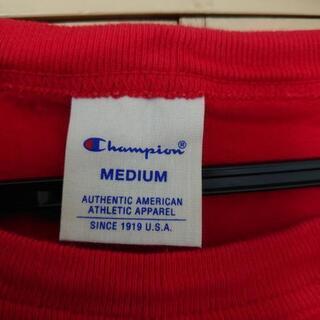 Champion®
MEDIUM
AUTHENTIC AMERICAN
ATHLETIC APPAREL
SINCE 1919 U.S.A.